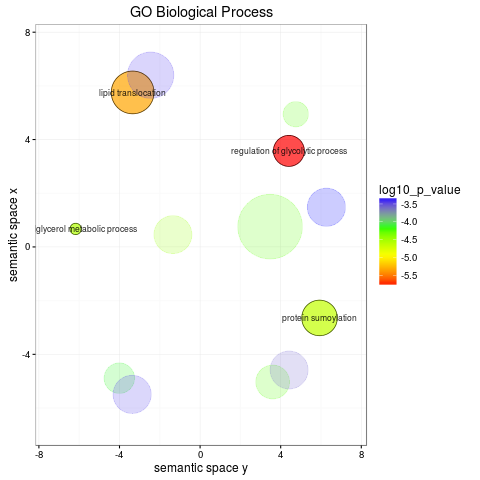 GO Biological Process
8
lipid translocation
4
regulation of glycolytic process
log10_p_value
-3.5
-4.0
-4.5
-5.0
-5.5
semantic space x
glycerol metabolic process
0
protein sumoylation
-4
-8 -4 0 4 8
semantic space y